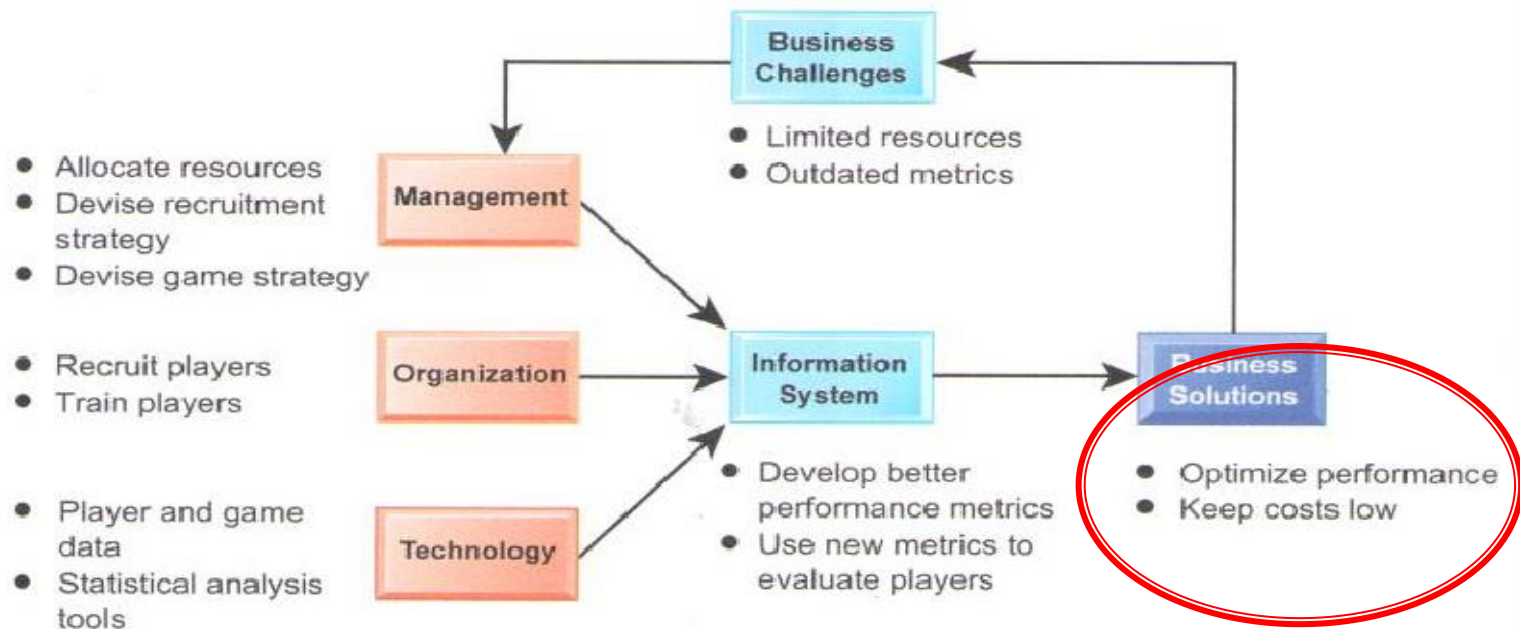 Business
Challenges
● Limited resources
● Outdated metrics
● Allocate resources
● Devise recruitment
strategy
● Devise game strategy
Management
● Recruit players
● Train players
Organization
Information
System
Business
Solutions
● Develop better
performance metrics
● Use new metrics to
evaluate players
● Optimize performance
● Keep costs low
● Player and game
data
● Statistical analysis
tools
Technology